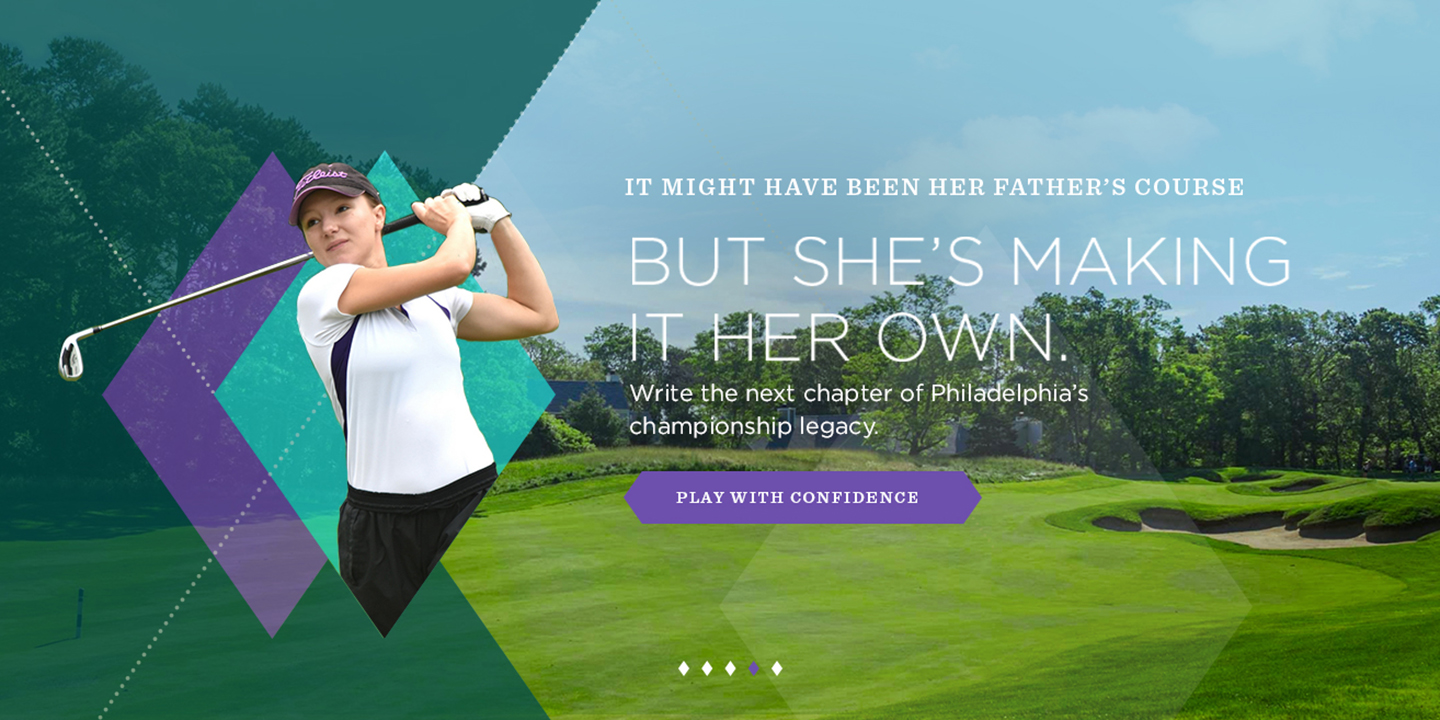 Titleist
IT MIGHT HAVE BEEN HER FATHER’S COURSE
BUT SHE’S MAKING
IT HER OWN.
Write the next chapter of Philadelphia’s
championship legacy.
PLAY WITH CONFIDENCE